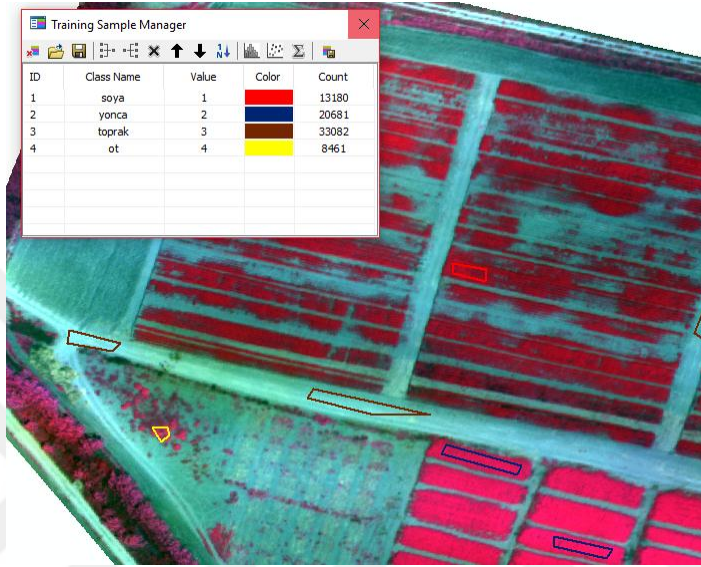 Training Sample Manager
ID Class Name Value Color Count
1 soya 1 13180
2 yonca 2 20681
3 toprak 3 33082
4 ot 4 8461